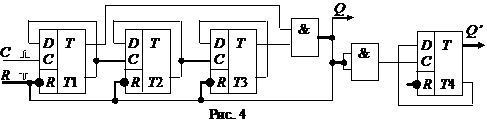 Q Q´
D T D T D T & & D T
C C C C C
R R T1 R T2 R T3 R T4
Рис. 4